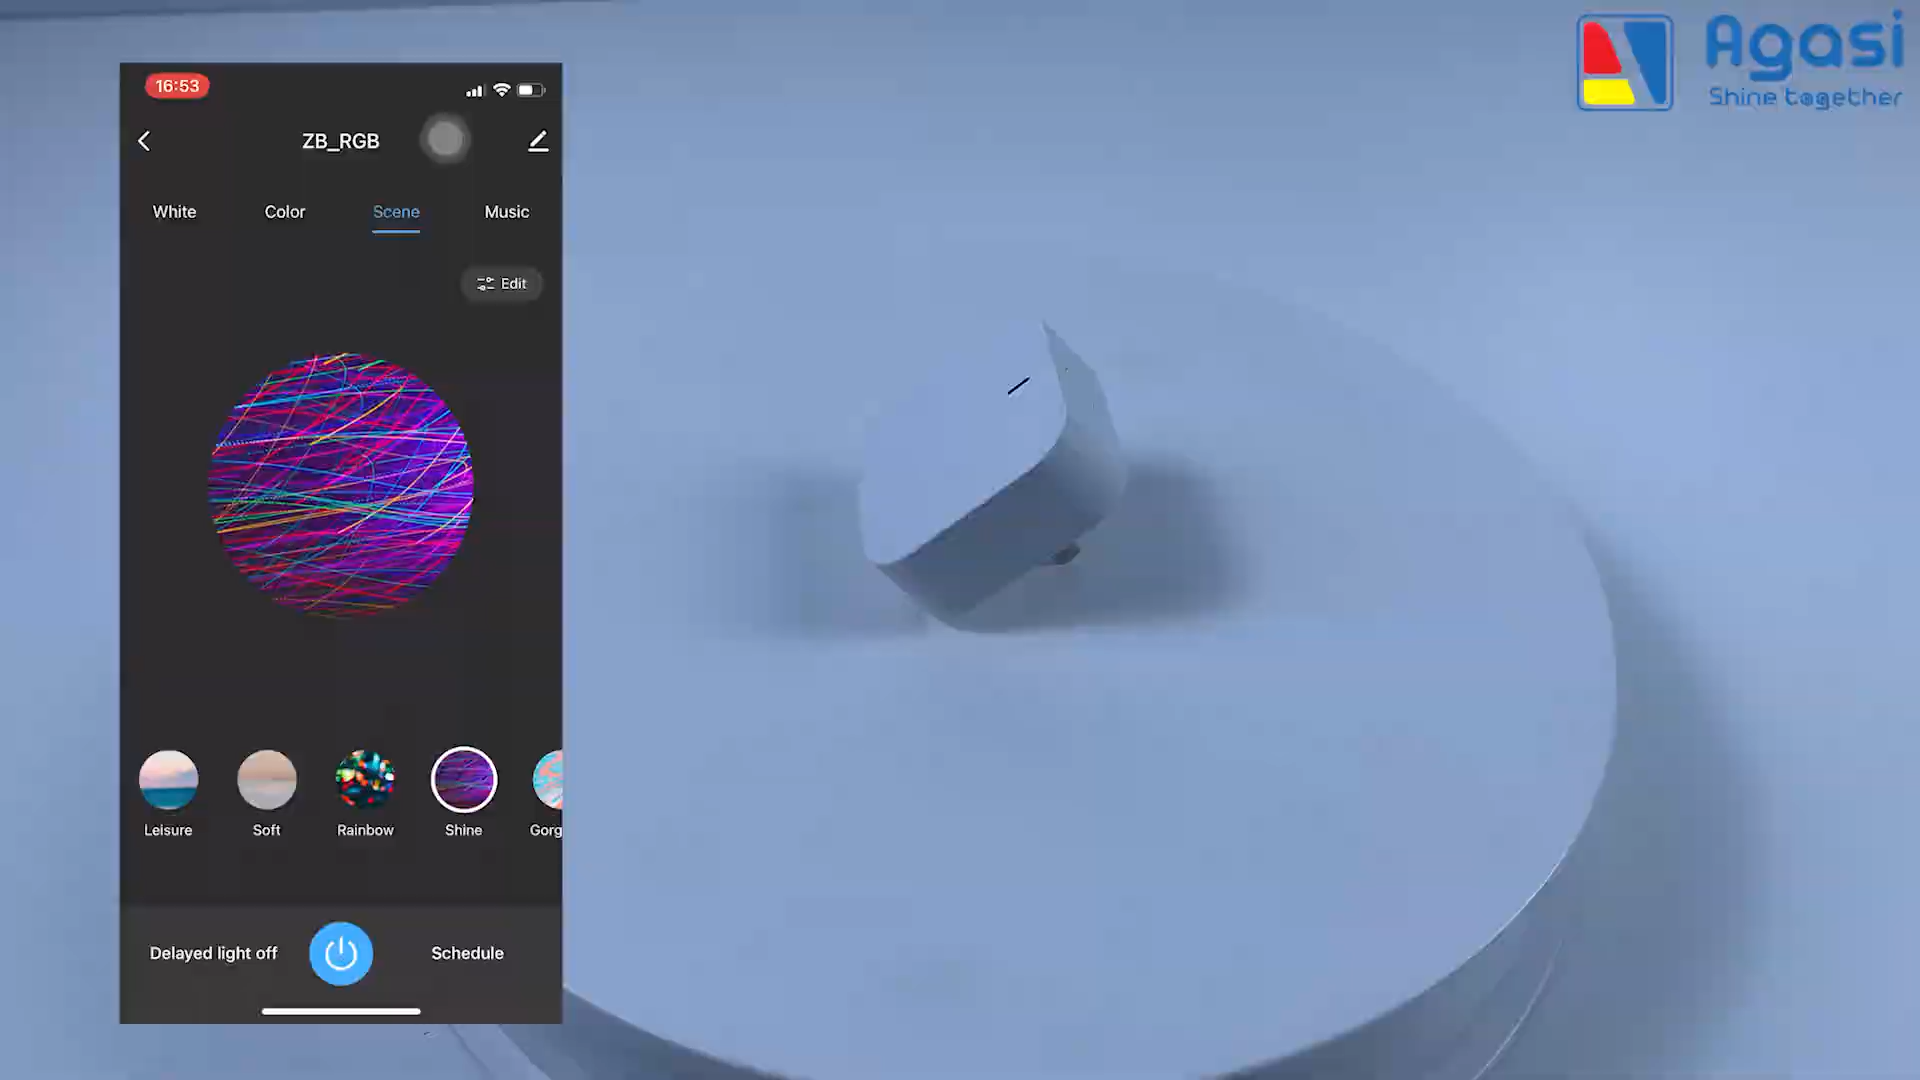 Agasi
Shine together
16:53
ZB_RGB
White Color Scene Music
Edit
Leisure Soft Rainbow Shine Gorg
Delayed light off Schedule